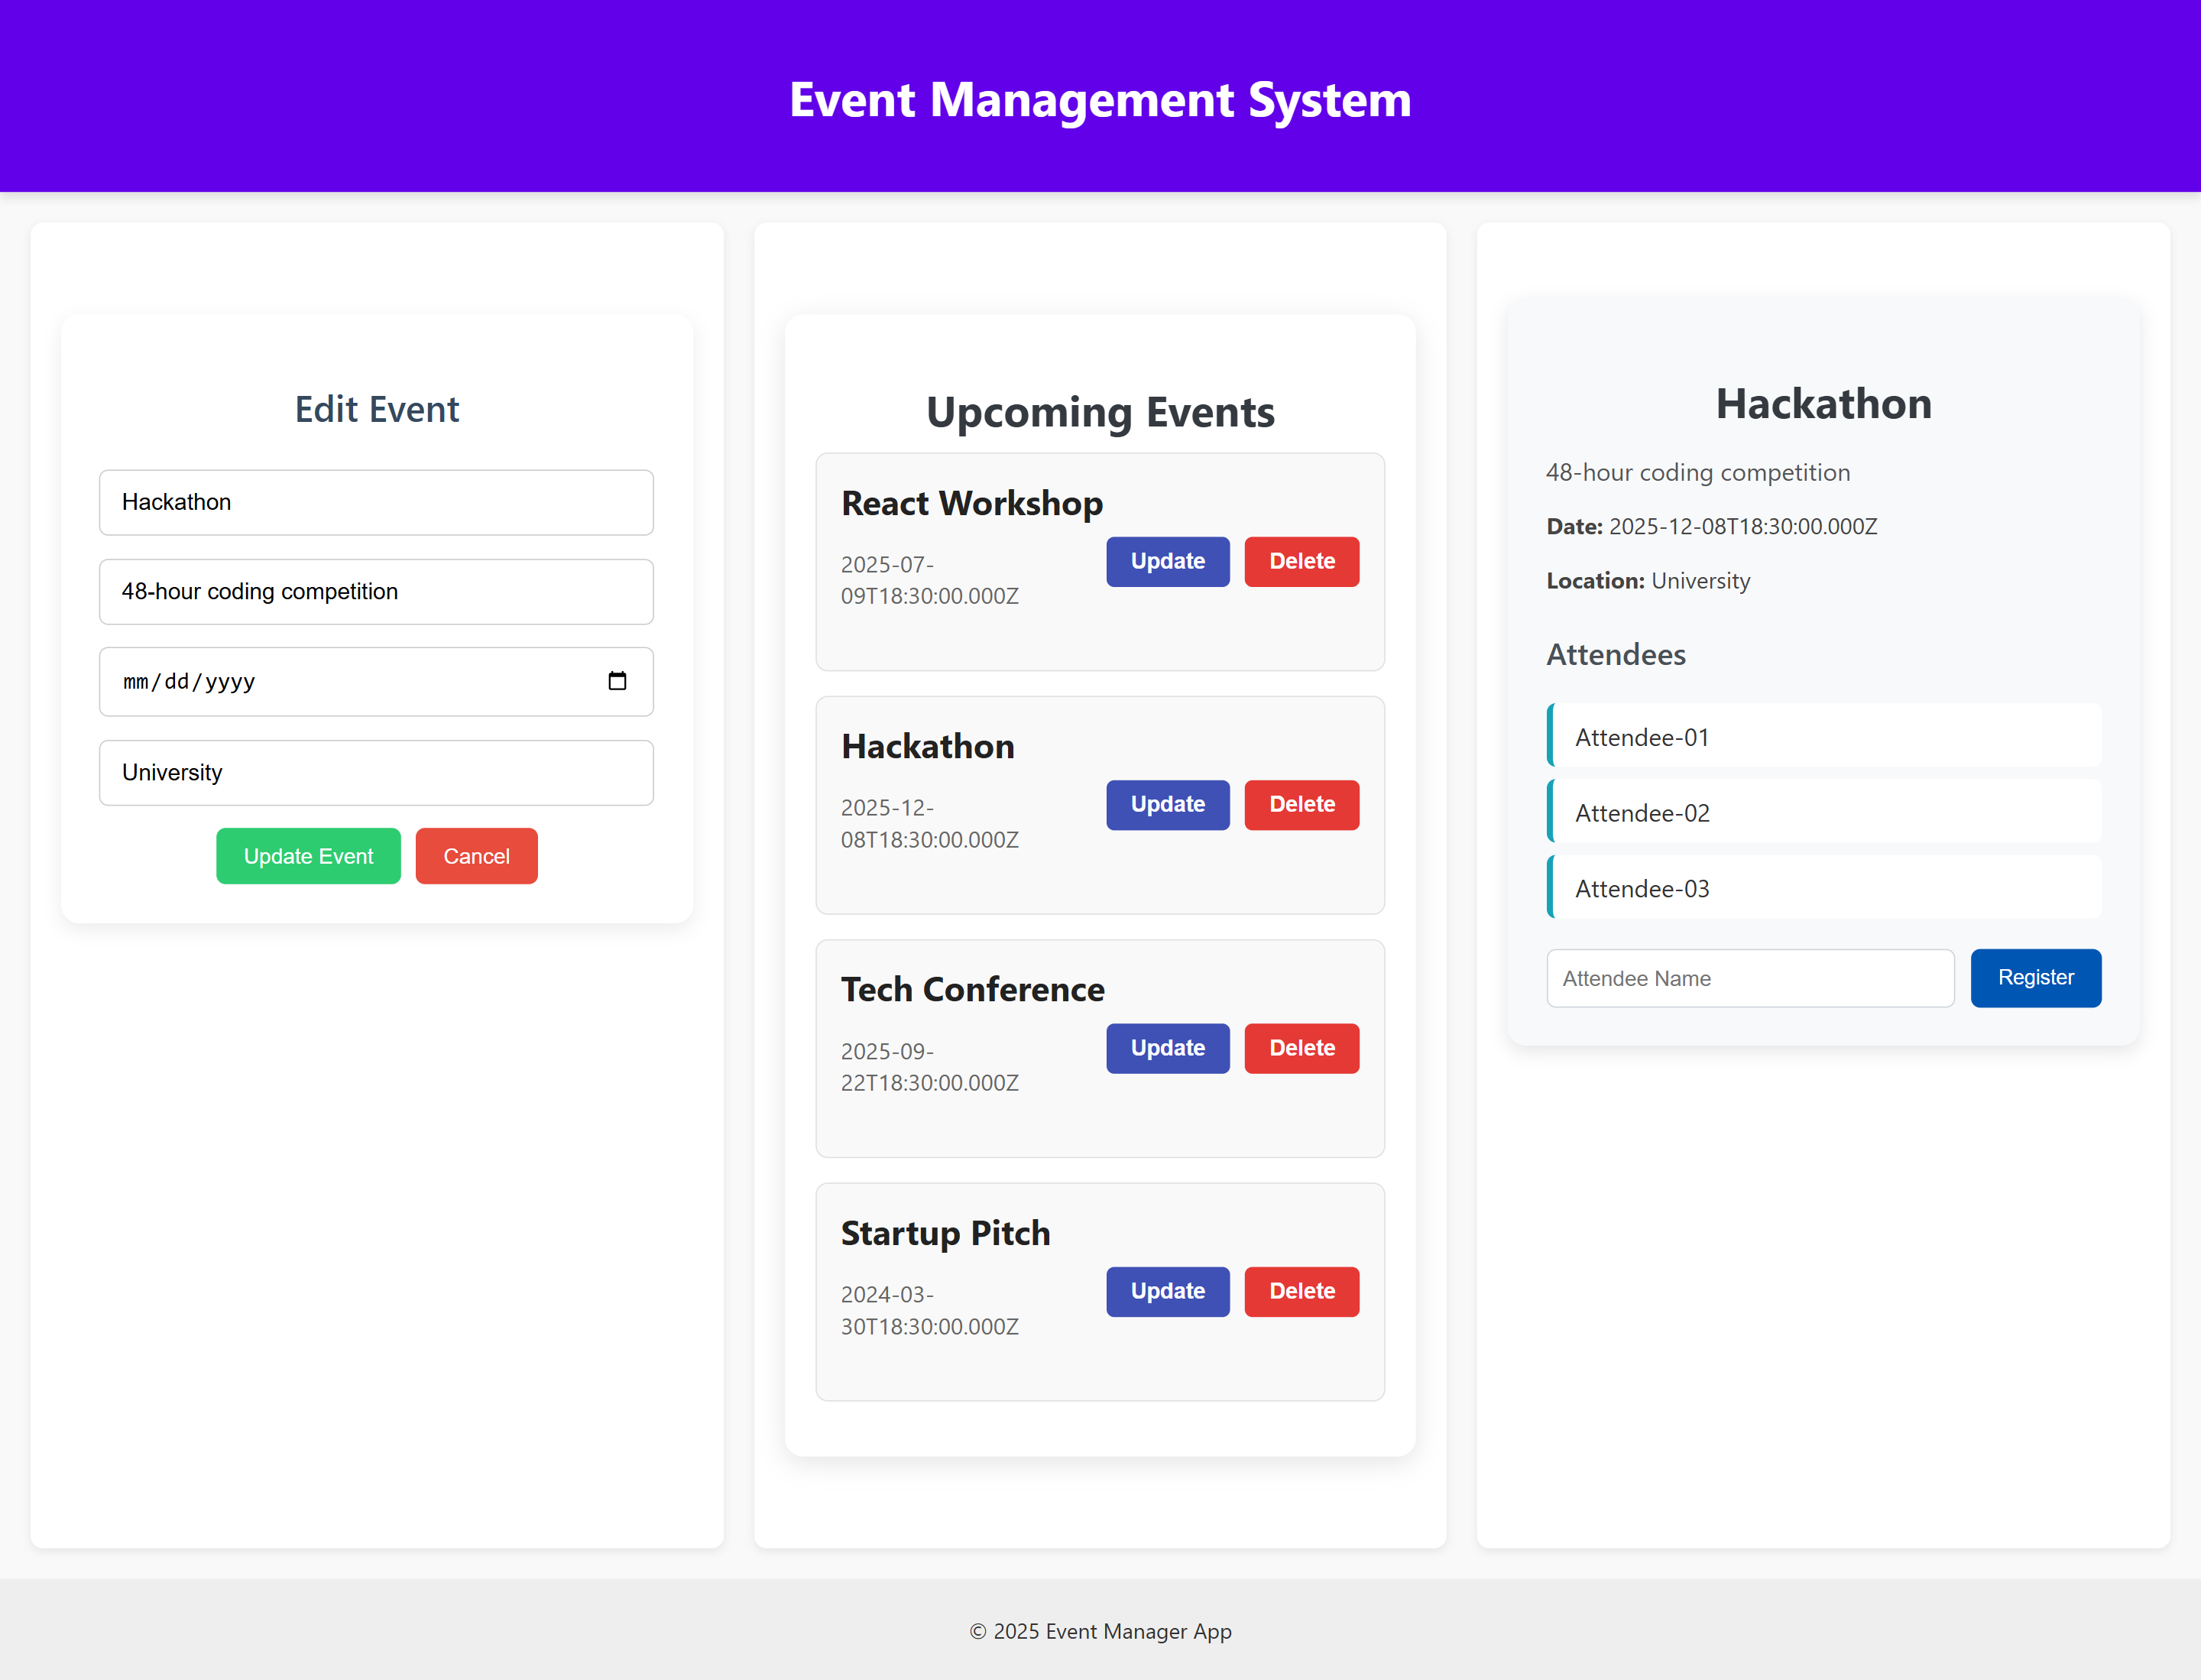 Event Management System
Edit Event
Hackathon
48-hour coding competition
mm/dd/yyyy
University
Update Event Cancel
Upcoming Events
React Workshop
2025-07-
09T18:30:00.000Z
Update Delete
Hackathon
2025-12-
08T18:30:00.000Z
Update Delete
Tech Conference
2025-09-
22T18:30:00.000Z
Update Delete
Startup Pitch
2024-03-
30T18:30:00.000Z
Update Delete
Hackathon
48-hour coding competition
Date: 2025-12-08T18:30:00.000Z
Location: University
Attendees
Attendee-01
Attendee-02
Attendee-03
Attendee Name Register
© 2025 Event Manager App